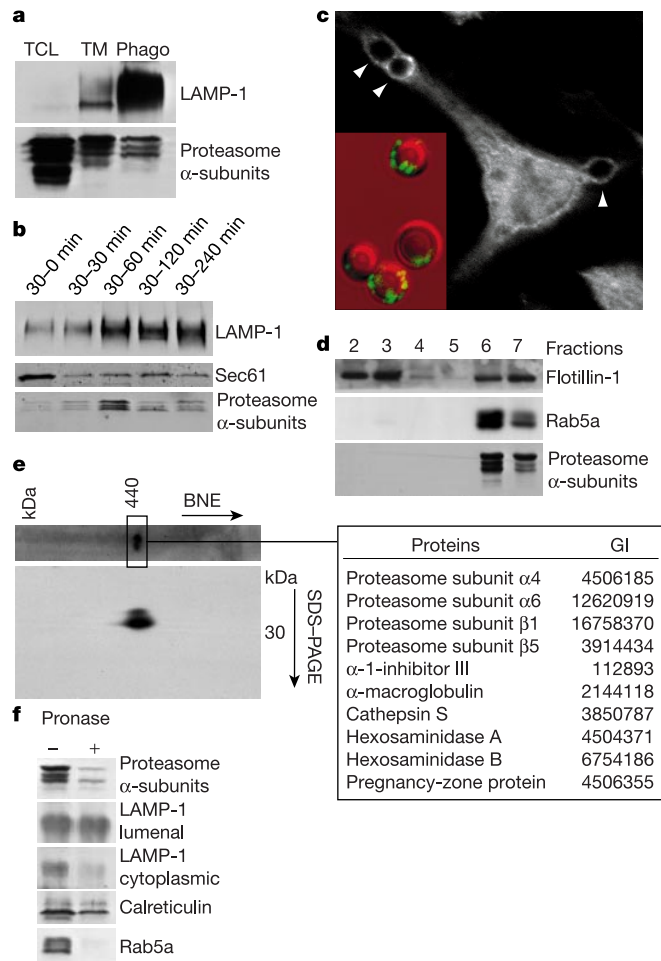 a
TCL TM Phago
LAMP-1
Proteasome
α-subunits
b
30–0 min
30–30 min
30–60 min
30–120 min
30–240 min
LAMP-1
Sec61
Proteasome
α-subunits
c
d
2 3 4 5 6 7 Fractions
Flotillin-1
Rab5a
Proteasome
α-subunits
e
kDa
440
BNE
kDa
30
SDS–PAGE
Proteins GI
Proteasome subunit α4 4506185
Proteasome subunit α6 12620919
Proteasome subunit β1 16758370
Proteasome subunit β5 3914434
α-1-inhibitor III 112893
α-macroglobulin 2144118
Cathepsin S 3850787
Hexosaminidase A 4504371
Hexosaminidase B 6754186
Pregnancy-zone protein 4506355
f Pronase
– +
Proteasome
α-subunits
LAMP-1
lumenal
LAMP-1
cytoplasmic
Calreticulin
Rab5a